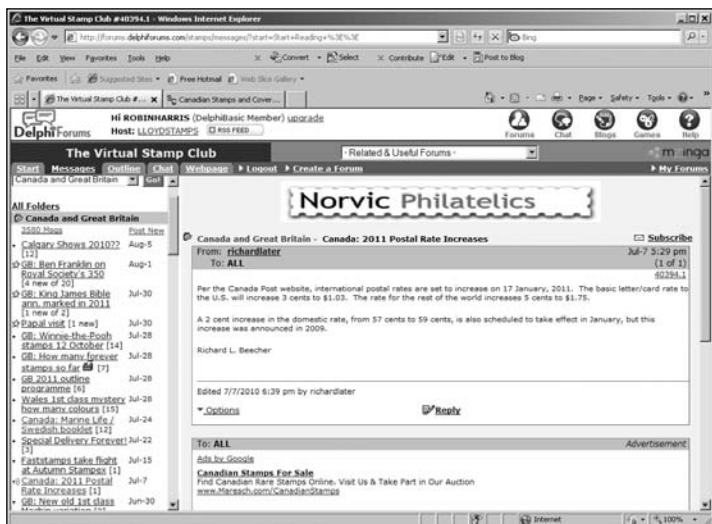 The Virtual Stamp Club #40394.1 - Windows Internet Explorer
http://forums.delphiforums.com/stamps/messages/?start=Start+Reading+%3E%3E
Bing
File Edit View Favorites Tools Help
x Convert Select
x Contribute Edit Post to Blog
Favorites Suggested Sites Free Hotmail Web Slice Gallery
The Virtual Stamp Club #... x
Canadian Stamps and Cover...
Page Safety Tools
DelphiForums
Hi ROBINHARRIS (DelphiBasic Member) upgrade
Host: LLOYDSTAMPS RSS FEED
Forums Chat Blogs Games Help
The Virtual Stamp Club
- Related & Useful Forums -
Start Messages Outline Chat Webpage Logout Create a Forum
My Forums
Canada and Great Britain Go!
All Folders
Canada and Great Britain
3580 Msgs Post New
Calgary Shows 2010?? Aug-5
[12]
GB: Ben Franklin on Aug-1
Royal Society's 350
[4 new of 20]
GB: King James Bible Jul-30
ann. marked in 2011
[1 new of 2]
Papal visit [1 new] Jul-30
GB: Winnie-the-Pooh Jul-28
stamps 12 October [14]
GB: How many forever Jul-28
stamps so far [7]
GB 2011 outline Jul-28
programme [6]
Wales 1st class mystery Jul-28
how many colours [15]
Canada: Marine Life / Jul-24
Swedish booklet [12]
Special Delivery Forever! Jul-22
[3]
Faststamps take flight Jul-15
at Autumn Stampex [1]
Canada: 2011 Postal Jul-7
Rate Increases [1]
GB: New old 1st class Jun-30
Machin variation [2]
Norvic Philatelics
Canada and Great Britain - Canada: 2011 Postal Rate Increases
Subscribe
From: richardlater Jul-7 5:29 pm
To: ALL (1 of 1)
40394.1
Per the Canada Post website, international postal rates are set to increase on 17 January, 2011. The basic letter/card rate to
the U.S. will increase 3 cents to $1.03. The rate for the rest of the world increases 5 cents to $1.75.
A 2 cent increase in the domestic rate, from 57 cents to 59 cents, is also scheduled to take effect in January, but this
increase was announced in 2009.
Richard L. Beecher
Edited 7/7/2010 6:39 pm by richardlater
Options Reply
To: ALL Advertisement
Ads by Google
Canadian Stamps For Sale
Find Canadian Rare Stamps Online. Visit Us & Take Part in Our Auction
www.Mareach.com/CanadianStamps
Internet 100%